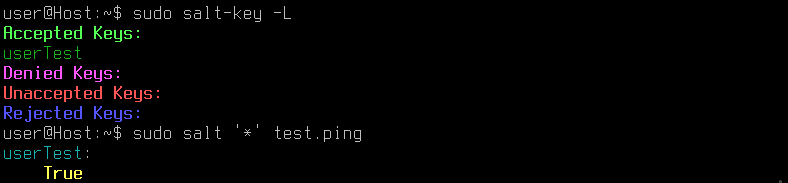 user@Host:~$ sudo salt-key -L
Accepted Keys:
userTest
Denied Keys:
Unaccepted Keys:
Rejected Keys:
user@Host:~$ sudo salt '*' test.ping
userTest:
    True